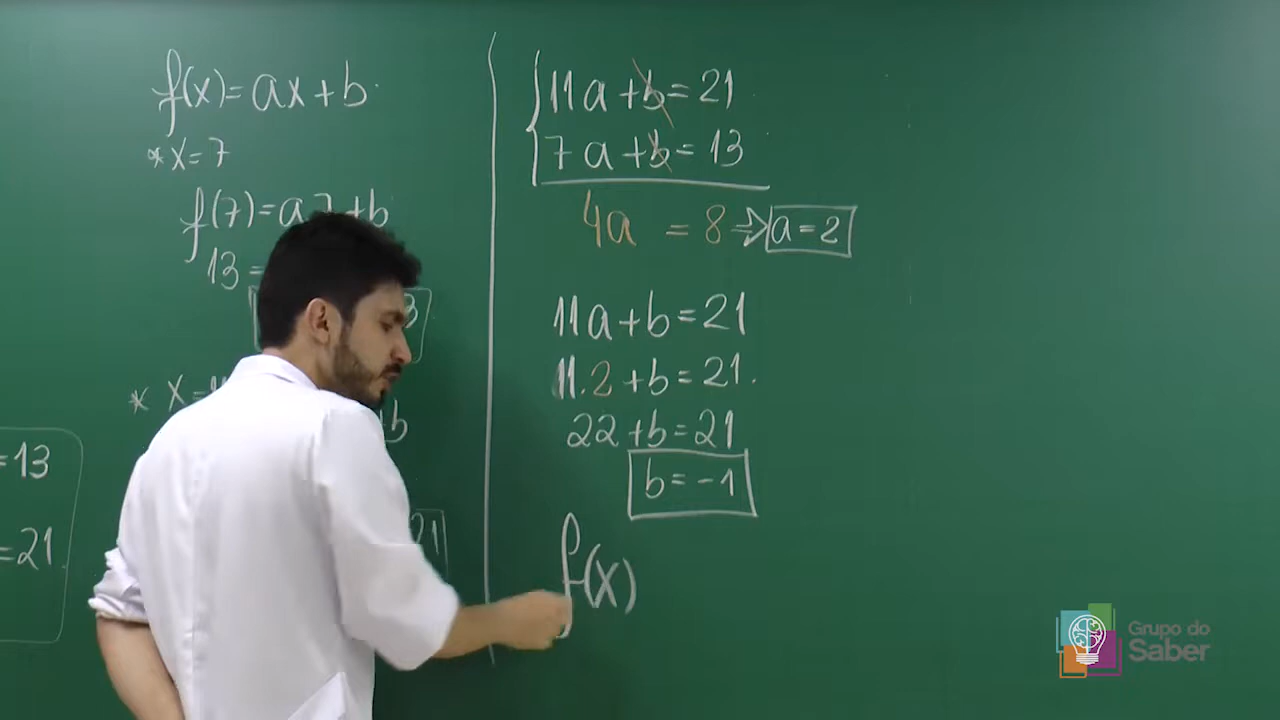 f(x)=ax+b
* x=7
f(7)=a7+b
13=
3
* X=
+b
=13
21
=21
11a+b=21
7a+b=13
4a = 8 ⇒ a=2
11a+b=21
11.2+b=21.
22+b=21
b=-1
f(x)
Grupo do
Saber